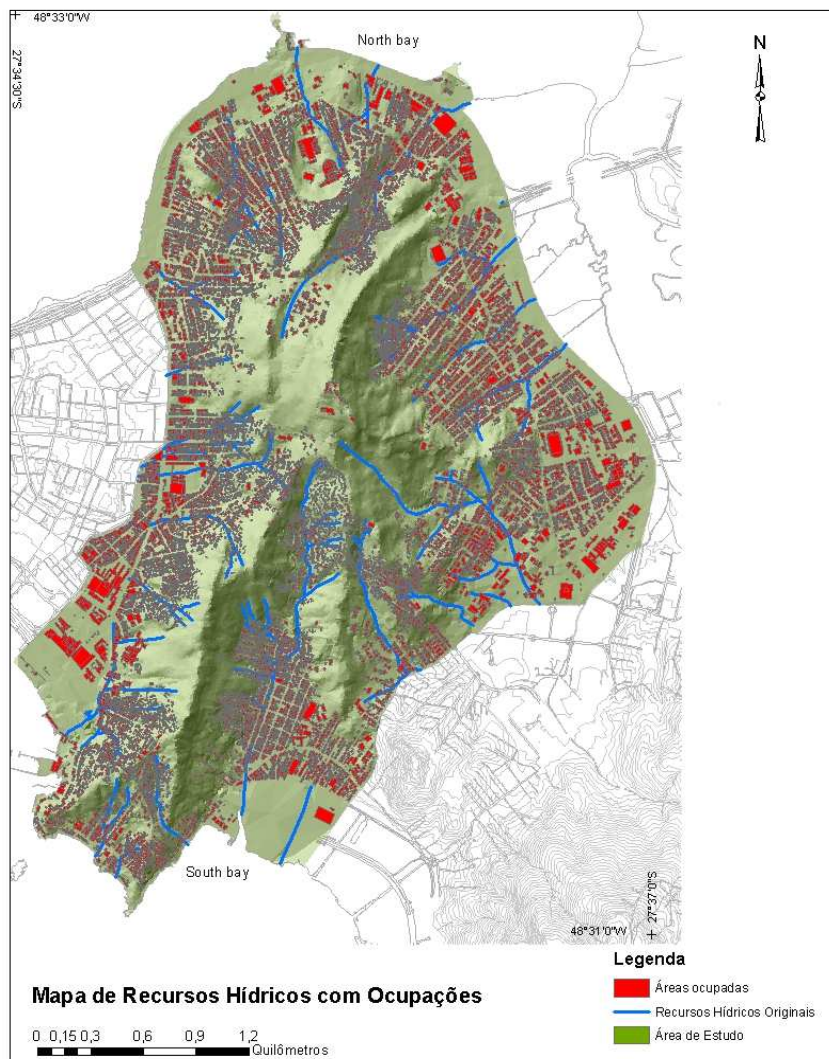 48°33'0"W
27°34'30"S
North bay
N
South bay
27°37'0"S
48°31'0"W
Legenda
Mapa de Recursos Hídricos com Ocupações
Áreas ocupadas
Recursos Hídricos Originais
Área de Estudo
0 0,15 0,3 0,6 0,9 1,2
Quilômetros